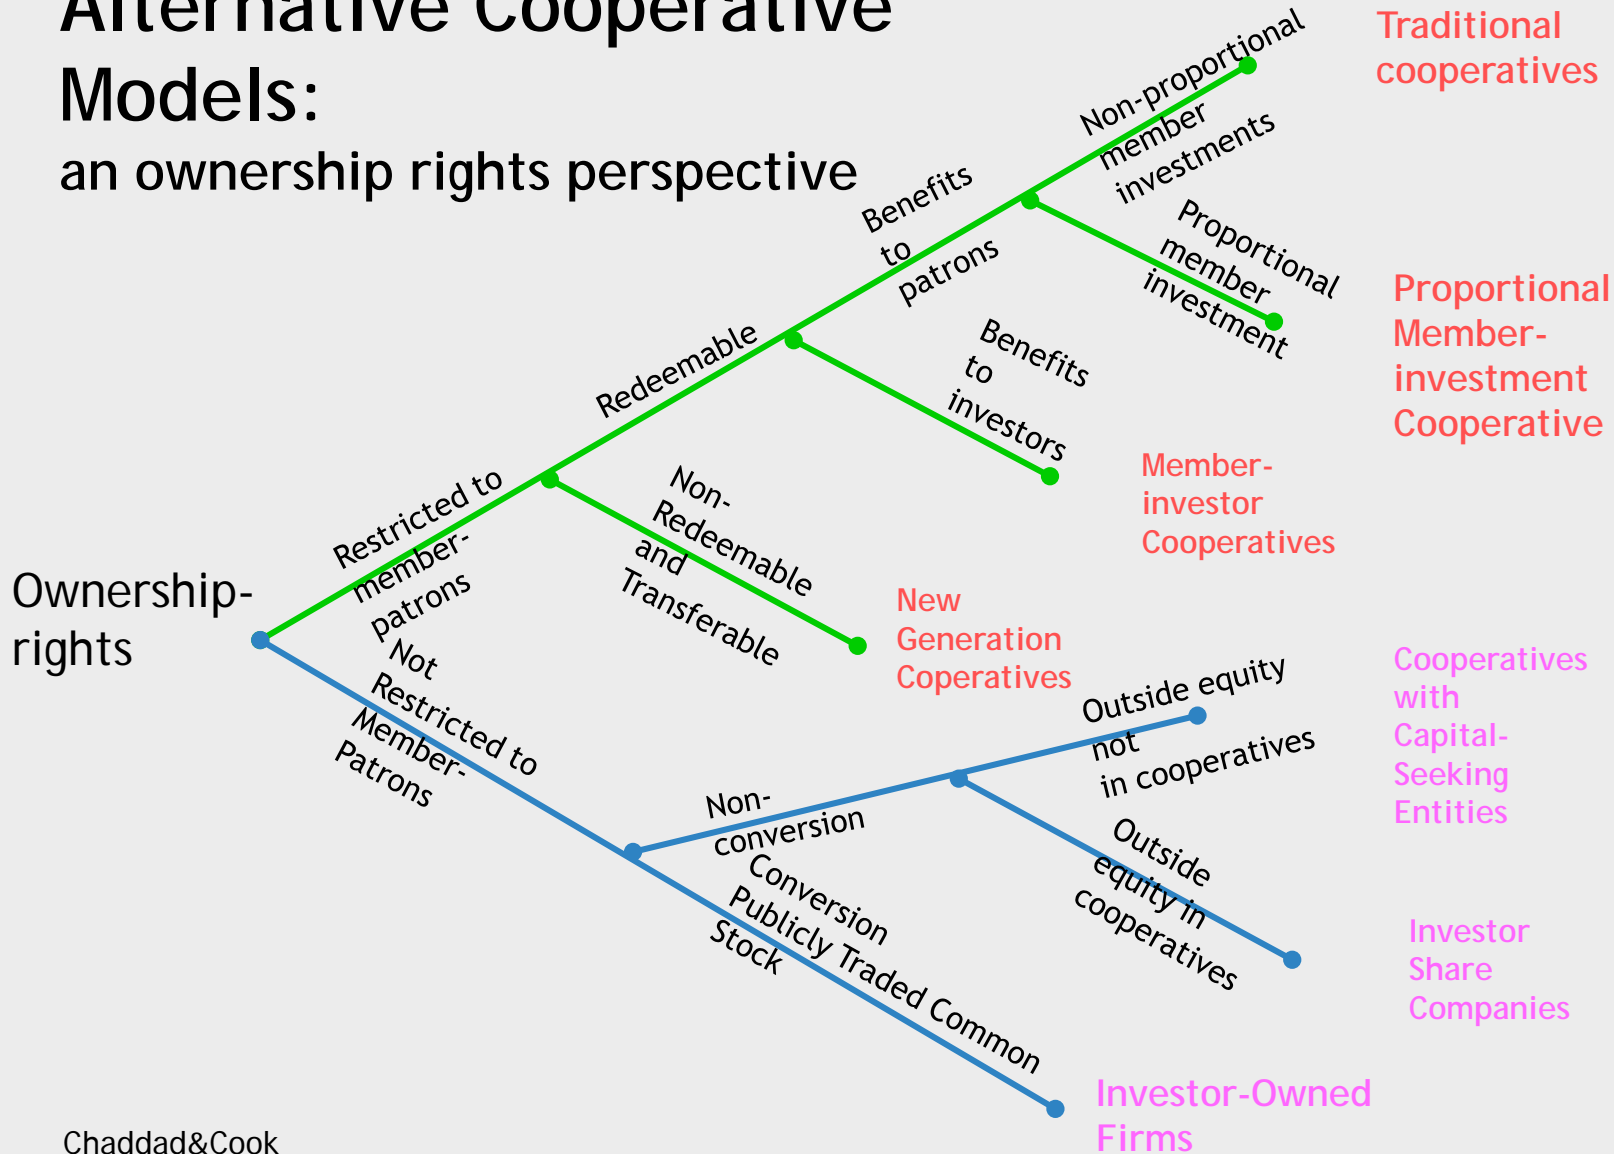 Alternative Cooperative
Models:
an ownership rights perspective
Traditional
cooperatives
Non-proportional
member
investments
Proportional
member
investment
Proportional
Member-
investment
Cooperative
Benefits
to
patrons
Benefits
to
investors
Member-
investor
Cooperatives
Redeemable
Non-
Redeemable
and
Transferable
New
Generation
Coperatives
Restricted to
member-
patrons
Ownership-
rights
Not
Restricted to
Member-
Patrons
Outside equity
not
in cooperatives
Cooperatives
with
Capital-
Seeking
Entities
Non-
conversion
Outside
equity in
cooperatives
Investor
Share
Companies
Conversion
Publicly Traded Common
Stock
Investor-Owned
Firms
Chaddad&Cook